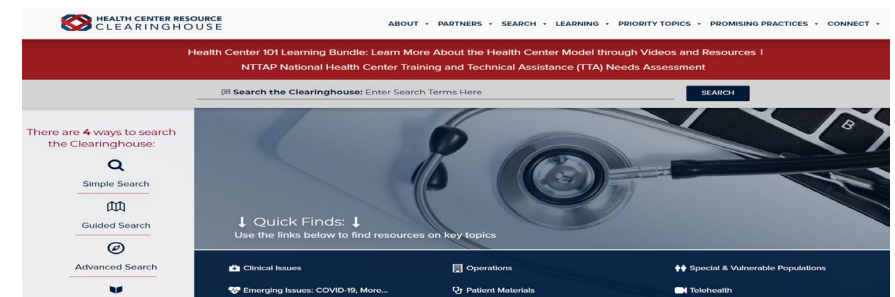 HEALTH CENTER RESOURCE
CLEARINGHOUSE
ABOUT
PARTNERS
SEARCH
LEARNING
PRIORITY TOPICS
PROMISING PRACTICES
CONNECT
Health Center 101 Learning Bundle: Learn More About the Health Center Model through Videos and Resources |
NTTAP National Health Center Training and Technical Assistance (TTA) Needs Assessment
Search the Clearinghouse: Enter Search Terms Here
SEARCH
There are 4 ways to search
the Clearinghouse:
Simple Search
Guided Search
Advanced Search
↓ Quick Finds: ↓
Use the links below to find resources on key topics
Clinical Issues
Operations
Special & Vulnerable Populations
Emerging Issues: COVID-19, More...
Patient Materials
Telehealth
B